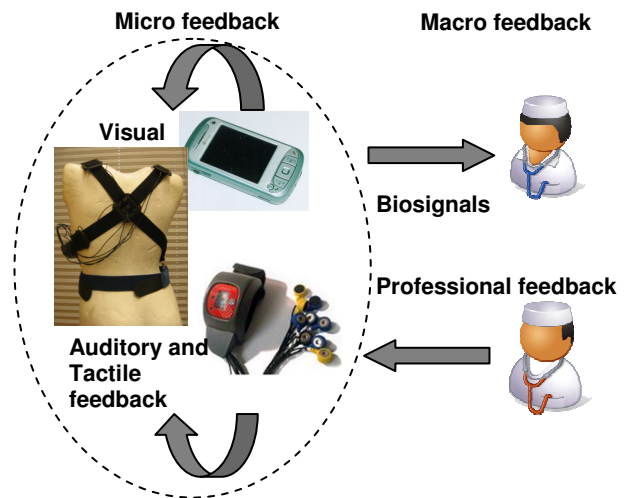 Micro feedback
Macro feedback
Visual
Biosignals
Professional feedback
Auditory and
Tactile
feedback